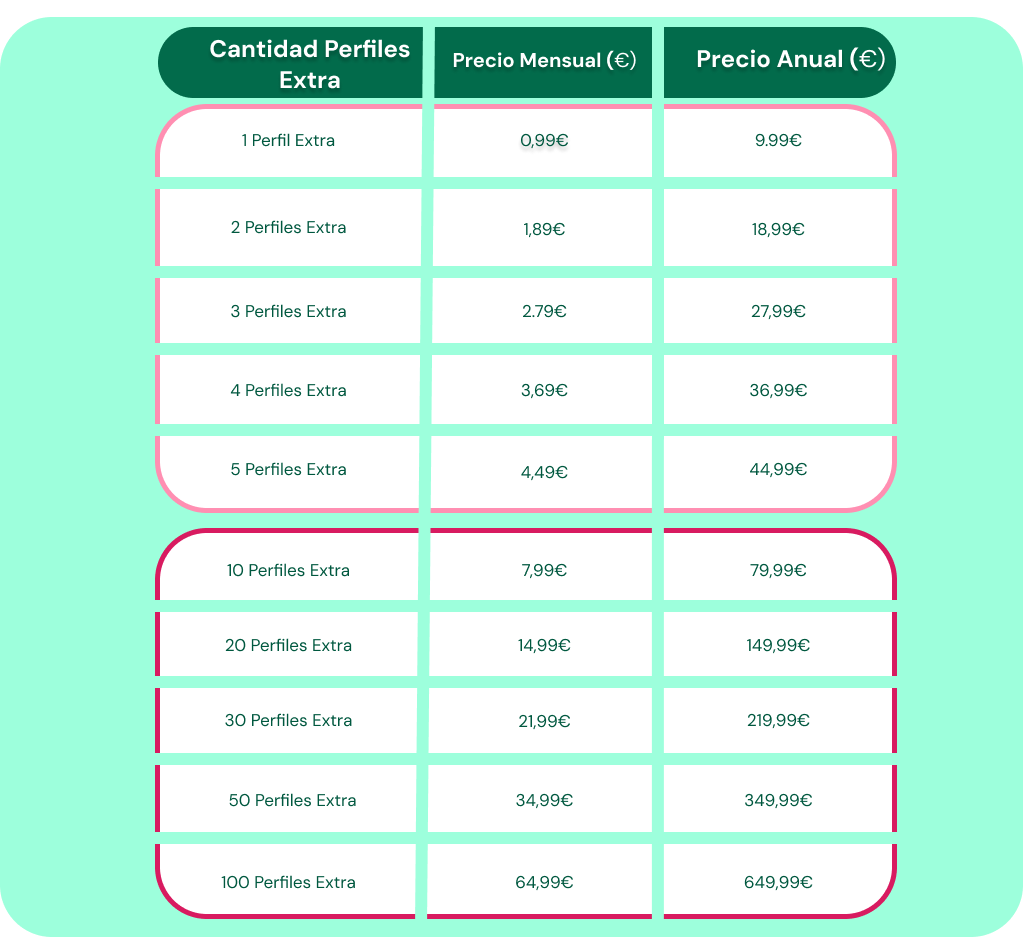 Cantidad Perfiles
Extra
Precio Mensual (€)
Precio Anual (€)
1 Perfil Extra
0,99€
9.99€
2 Perfiles Extra
1,89€
18,99€
3 Perfiles Extra
2.79€
27,99€
4 Perfiles Extra
3,69€
36,99€
5 Perfiles Extra
4,49€
44,99€
10 Perfiles Extra
7,99€
79,99€
20 Perfiles Extra
14,99€
149,99€
30 Perfiles Extra
21,99€
219,99€
50 Perfiles Extra
34,99€
349,99€
100 Perfiles Extra
64,99€
649,99€